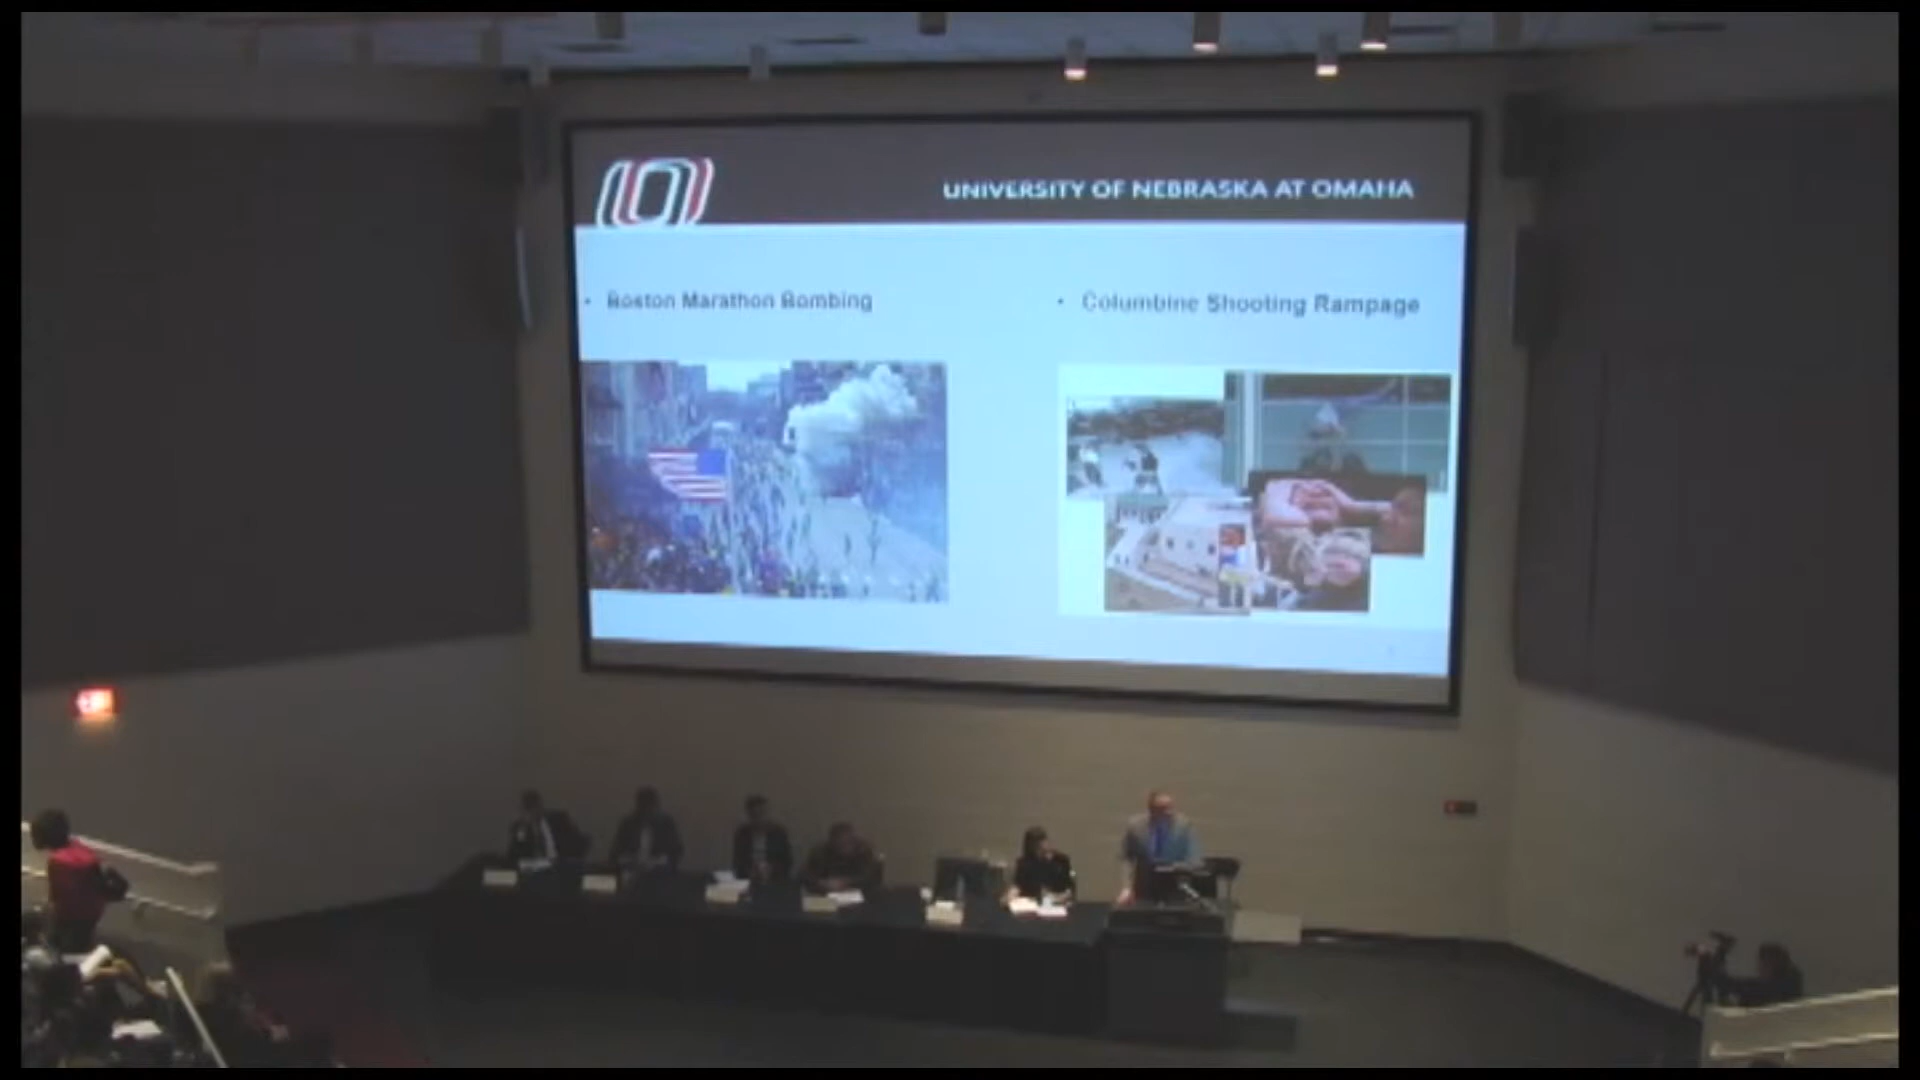 UNIVERSITY OF NEBRASKA AT OMAHA
• Boston Marathon Bombing
• Columbine Shooting Rampage